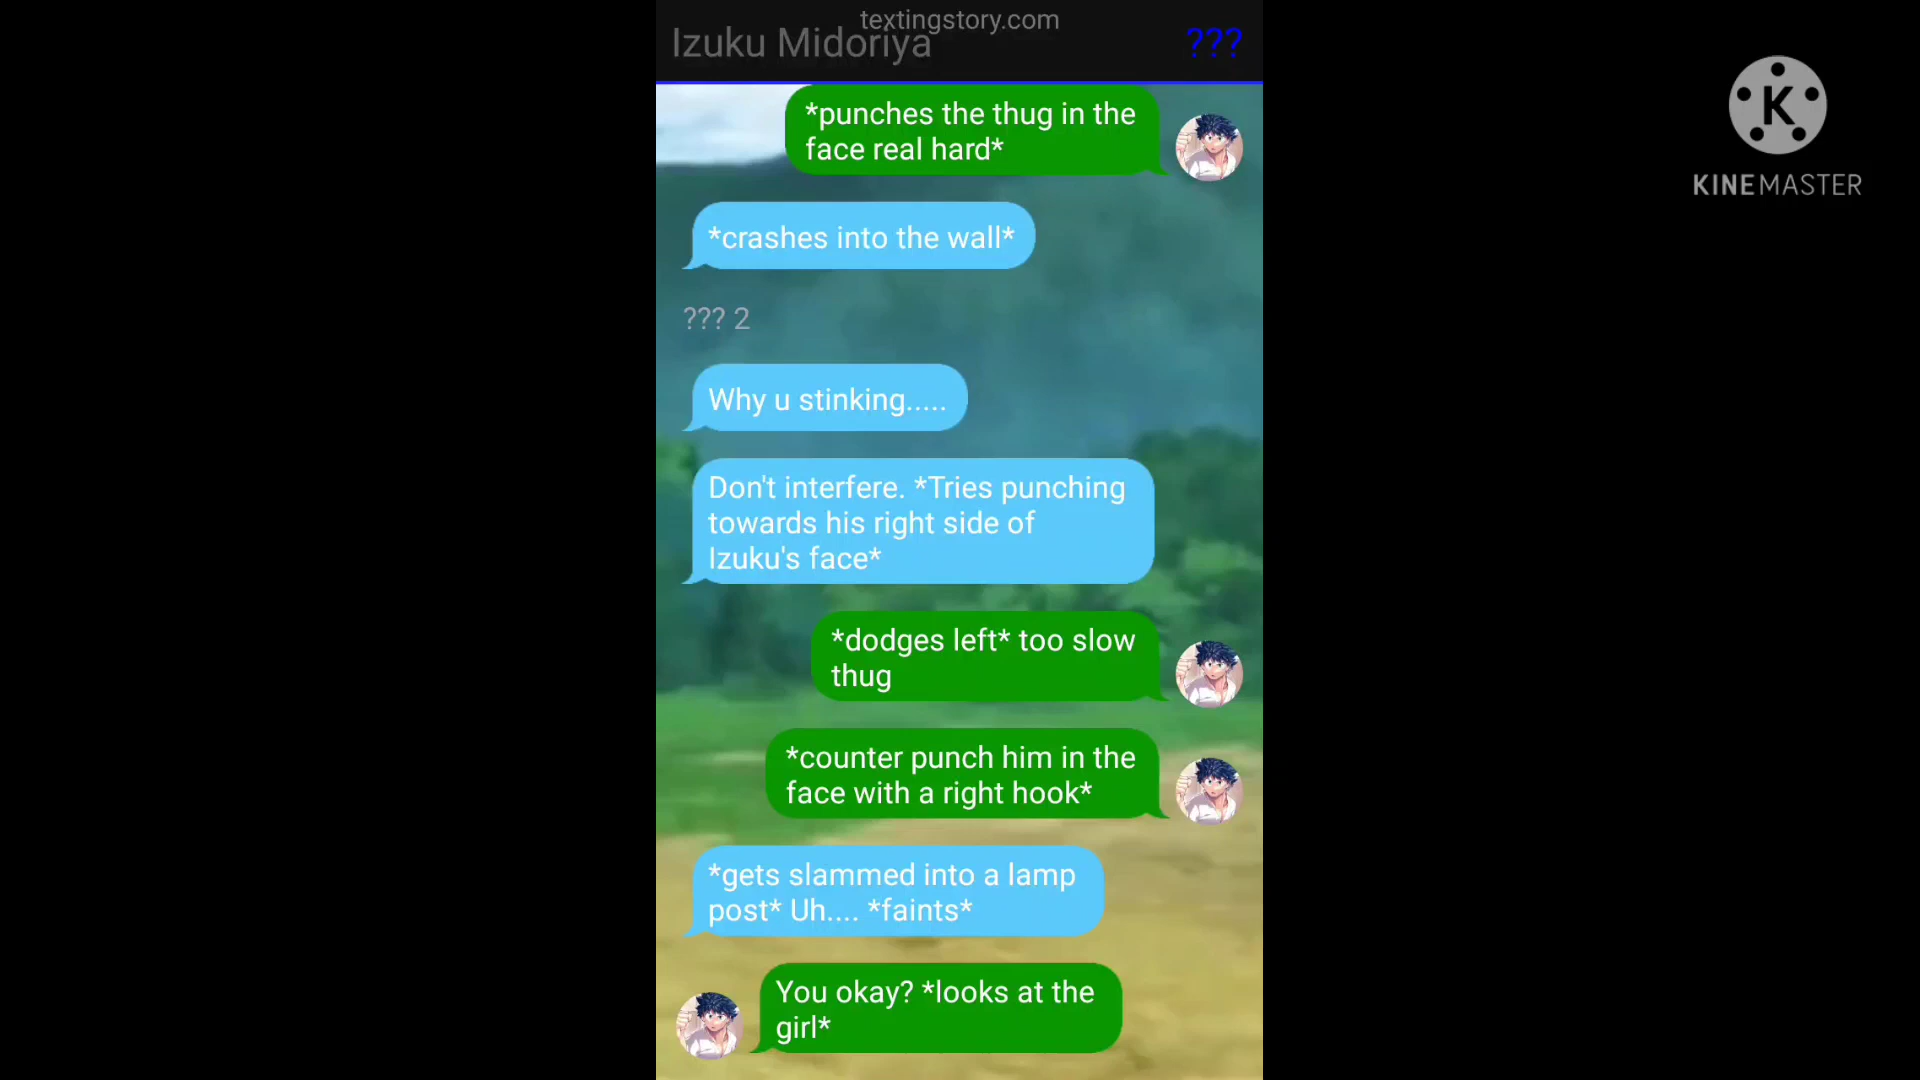 textingstory.com
Izuku Midoriya
???
*punches the thug in the
face real hard*
*crashes into the wall*
??? 2
Why u stinking.....
Don't interfere. *Tries punching
towards his right side of
Izuku's face*
*dodges left* too slow
thug
*counter punch him in the
face with a right hook*
*gets slammed into a lamp
post* Uh.... *faints*
You okay? *looks at the
girl*
K
KINEMASTER